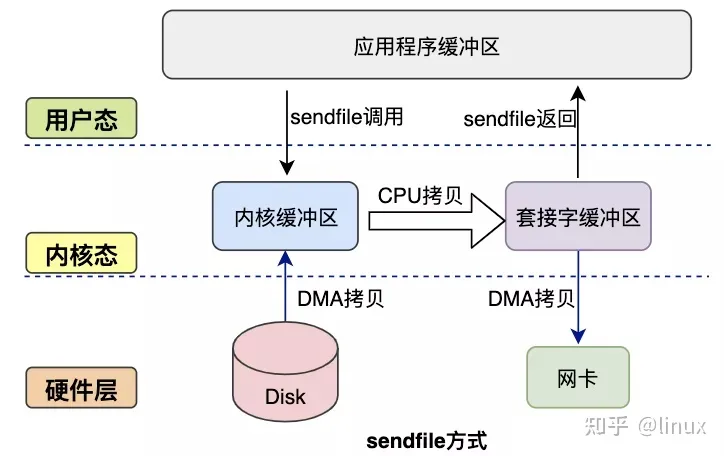 应用程序缓冲区
用户态
sendfile调用
sendfile返回
内核缓冲区
CPU拷贝
套接字缓冲区
内核态
DMA拷贝
DMA拷贝
硬件层
Disk
网卡
sendfile方式
知乎 @linux